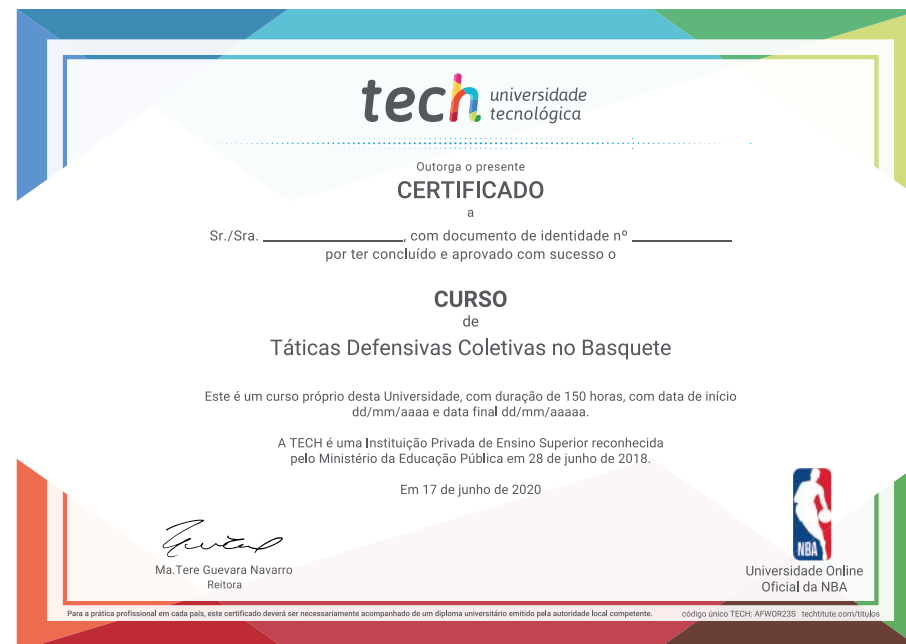 tech universidade
tecnológica
Outorga o presente
CERTIFICADO
a
Sr./Sra. ______________, com documento de identidade nº __________
por ter concluído e aprovado com sucesso o
CURSO
de
Táticas Defensivas Coletivas no Basquete
Este é um curso próprio desta Universidade, com duração de 150 horas, com data de início
dd/mm/aaaa e data final dd/mm/aaaaa.
A TECH é uma Instituição Privada de Ensino Superior reconhecida
pelo Ministério da Educação Pública em 28 de junho de 2018.
Em 17 de junho de 2020
Ma.Tere Guevara Navarro
Reitora
NBA
Universidade Online
Oficial da NBA
Para a prática profissional em cada país, este certificado deverá ser necessariamente acompanhado de um diploma universitário emitido pela autoridade local competente.
código único TECH: AFWOR23S techtitute.com/titulos